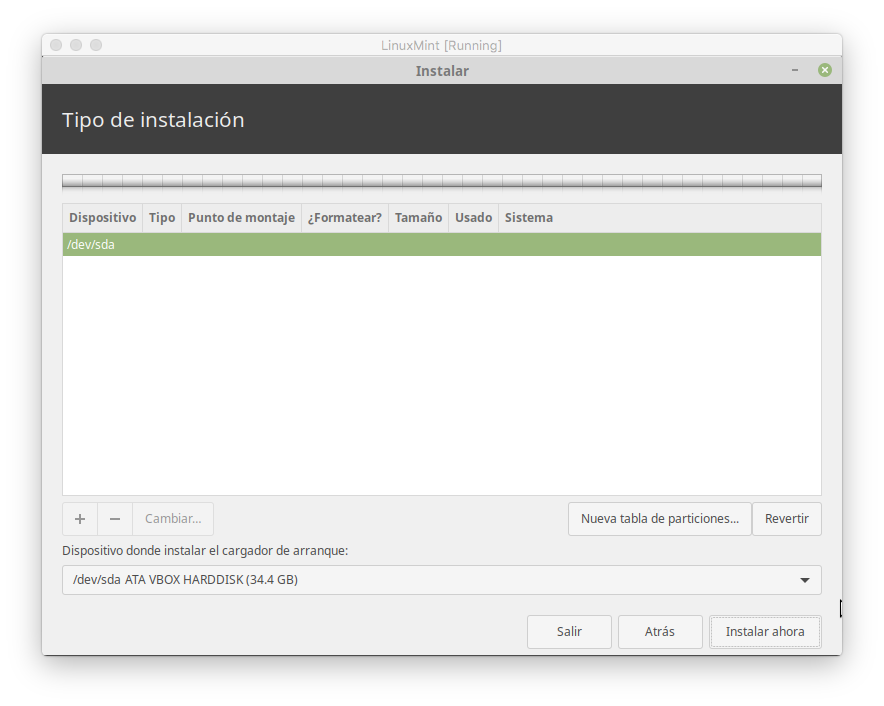 LinuxMint [Running]
Instalar
Tipo de instalación
Dispositivo Tipo Punto de montaje ¿Formatear? Tamaño Usado Sistema
/dev/sda
+ − Cambiar... Nueva tabla de particiones... Revertir
Dispositivo donde instalar el cargador de arranque:
/dev/sda ATA VBOX HARDDISK (34.4 GB)
Salir Atrás Instalar ahora